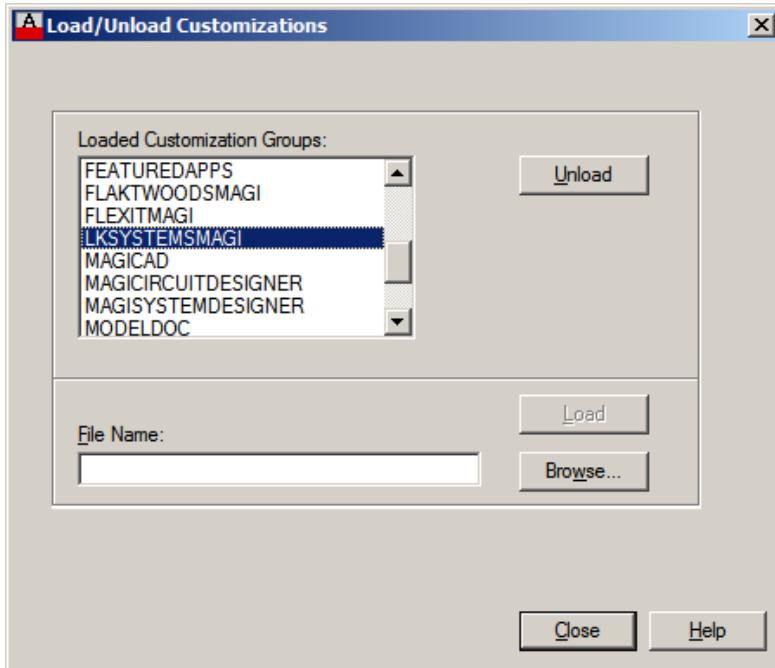 A Load/Unload Customizations
Loaded Customization Groups:
FEATUREDAPPS
FLAKTWOODSMAGI
FLEXITMAGI
LKSYSTEMSMAGI
MAGICAD
MAGICIRCUITDESIGNER
MAGISYSTEMDESIGNER
MODELDOC
Unload
Load
File Name:
Browse...
Close Help